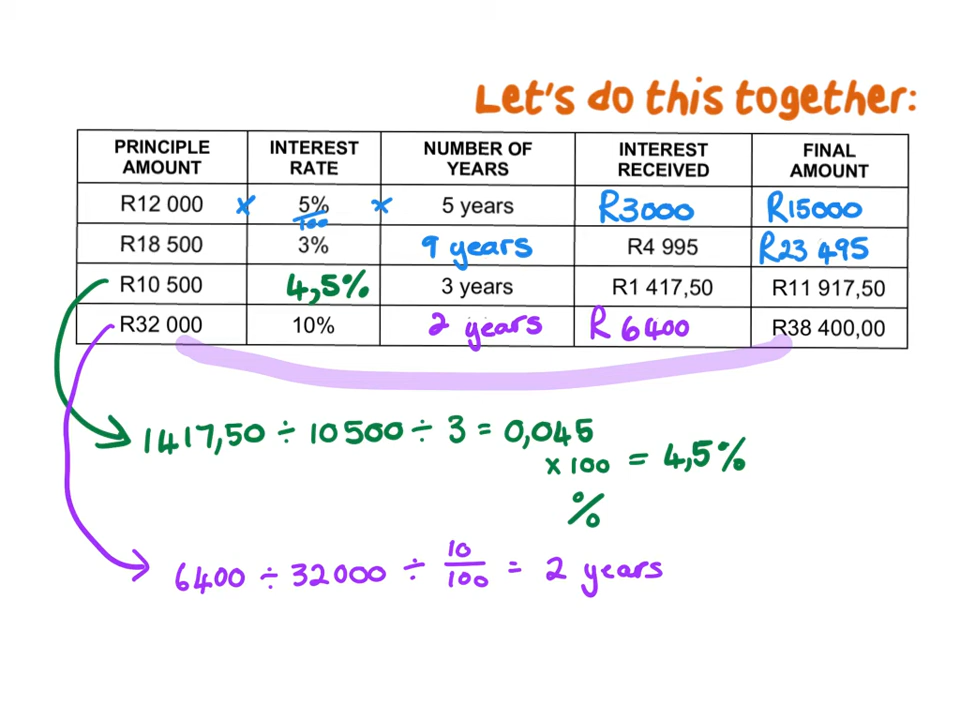 Let's do this together:
PRINCIPLE AMOUNT INTEREST RATE NUMBER OF YEARS INTEREST RECEIVED FINAL AMOUNT
R12 000 x 5%/100 x 5 years R3000 R15000
R18 500 3% 9 years R4 995 R23 495
R10 500 4,5% 3 years R1 417,50 R11 917,50
R32 000 10% 2 years R6400 R38 400,00
1417,50 ÷ 10500 ÷ 3 = 0,045
x 100 = 4,5%
%
6400 ÷ 32000 ÷ 10/100 = 2 years